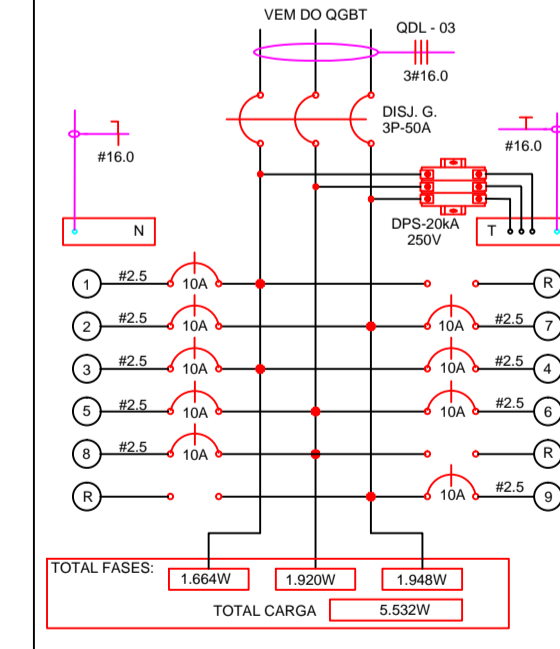 VEM DO QGBT
QDL - 03
3#16.0
DISJ. G.
3P-50A
#16.0
#16.0
DPS-20kA
250V
N
T
1 #2.5 10A R
2 #2.5 10A 10A #2.5 7
3 #2.5 10A 10A #2.5 4
5 #2.5 10A 10A #2.5 6
8 #2.5 10A R
R 10A #2.5 9
TOTAL FASES:
1.664W 1.920W 1.948W
TOTAL CARGA 5.532W